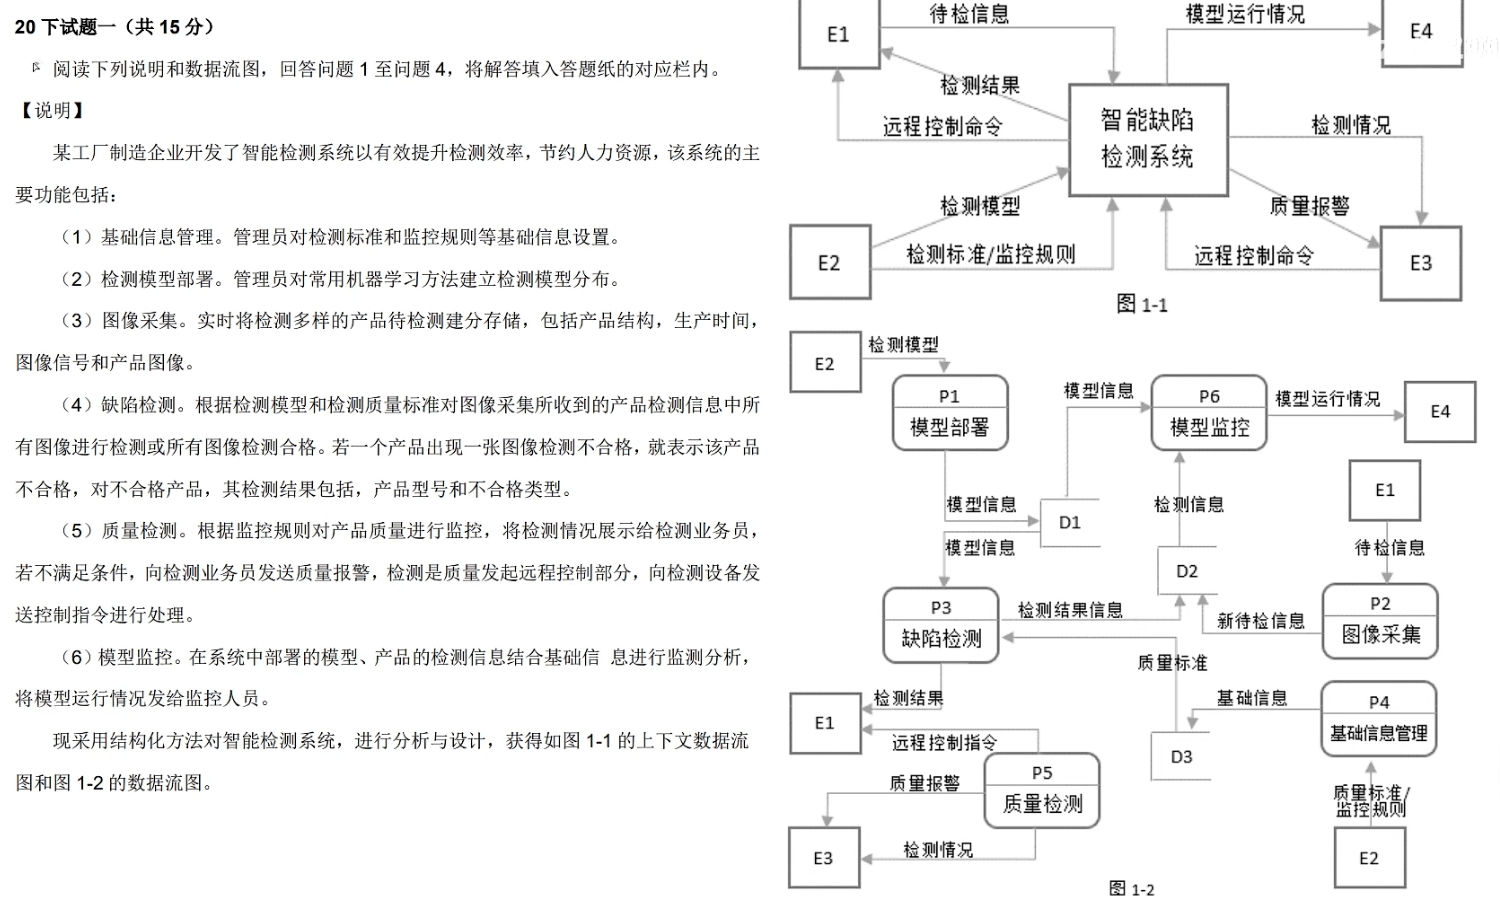 20 下试题一（共 15 分）
阅读下列说明和数据流图，回答问题 1 至问题 4，将解答填入答题纸的对应栏内。
【说明】
某工厂制造企业开发了智能检测系统以有效提升检测效率，节约人力资源，该系统的主
要功能包括：
（1）基础信息管理。管理员对检测标准和监控规则等基础信息设置。
（2）检测模型部署。管理员对常用机器学习方法建立检测模型分布。
（3）图像采集。实时将检测多样的产品待检测建分存储，包括产品结构，生产时间，
图像信号和产品图像。
（4）缺陷检测。根据检测模型和检测质量标准对图像采集所收到的产品检测信息中所
有图像进行检测或所有图像检测合格。若一个产品出现一张图像检测不合格，就表示该产品
不合格，对不合格产品，其检测结果包括，产品型号和不合格类型。
（5）质量检测。根据监控规则对产品质量进行监控，将检测情况展示给检测业务员，
若不满足条件，向检测业务员发送质量报警，检测是质量发起远程控制部分，向检测设备发
送控制指令进行处理。
（6）模型监控。在系统中部署的模型、产品的检测信息结合基础信 息进行监测分析，
将模型运行情况发给监控人员。
现采用结构化方法对智能检测系统，进行分析与设计，获得如图 1-1 的上下文数据流
图和图 1-2 的数据流图。
E1
待检信息
模型运行情况
E4
检测结果
远程控制命令
智能缺陷
检测系统
检测情况
检测模型
质量报警
E2
检测标准/监控规则
远程控制命令
E3
图 1-1
E2
检测模型
P1
模型部署
模型信息
P6
模型监控
模型运行情况
E4
E1
模型信息
D1
检测信息
模型信息
待检信息
D2
P3
缺陷检测
检测结果信息
新待检信息
P2
图像采集
质量标准
检测结果
基础信息
P4
基础信息管理
E1
远程控制指令
D3
P5
质量检测
质量报警
质量标准/
监控规则
E3
检测情况
E2
图 1-2